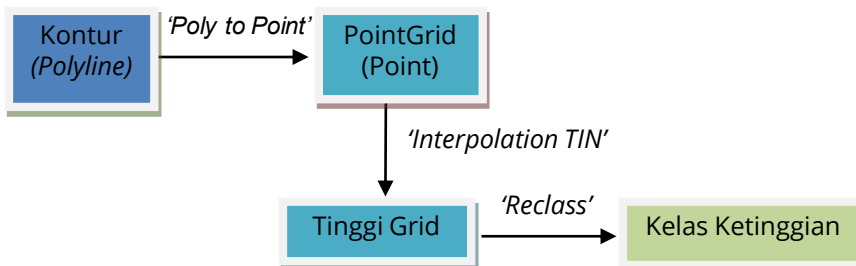 Kontur
(Polyline)
‘Poly to Point’
PointGrid
(Point)
‘Interpolation TIN’
Tinggi Grid
‘Reclass’
Kelas Ketinggian